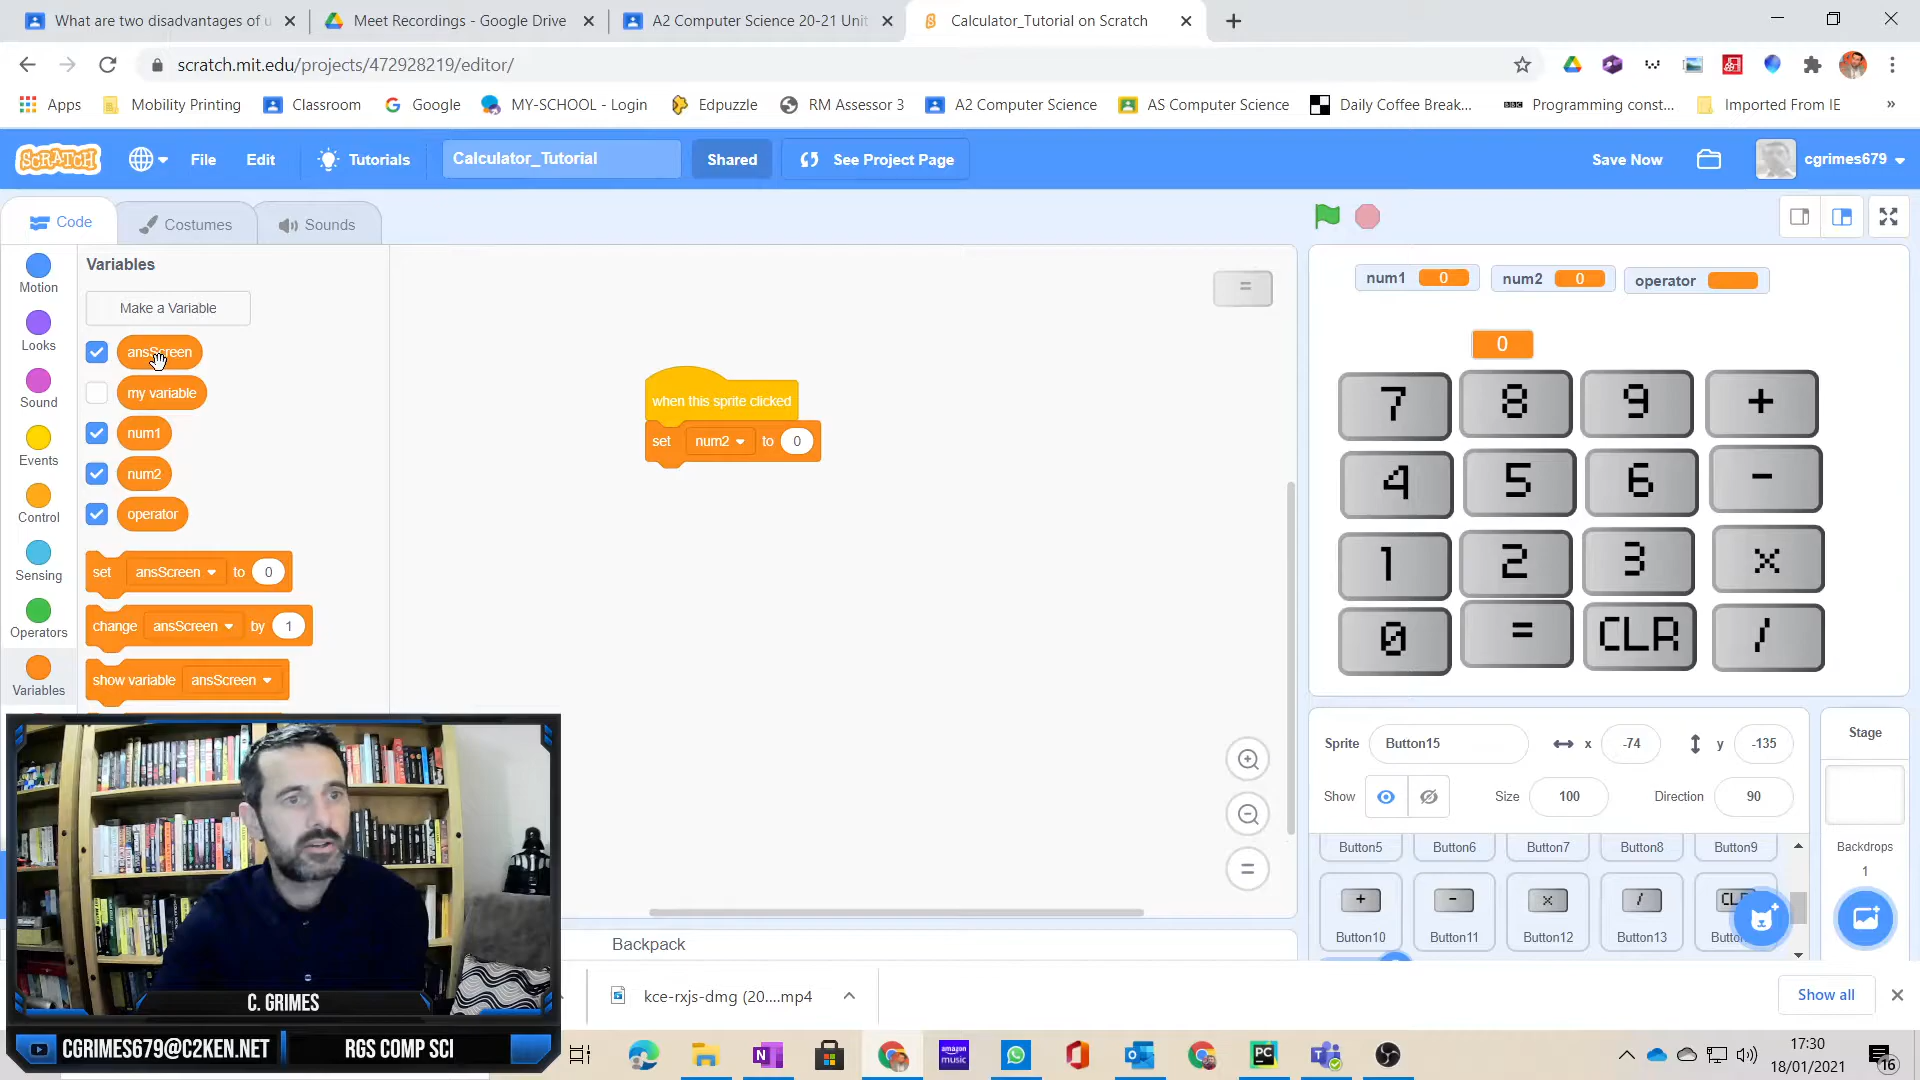 What are two disadvantages of u
Meet Recordings - Google Drive
A2 Computer Science 20-21 Unit
Calculator_Tutorial on Scratch
scratch.mit.edu/projects/472928219/editor/
Apps
Mobility Printing
Classroom
Google
MY-SCHOOL - Login
Edpuzzle
RM Assessor 3
A2 Computer Science
AS Computer Science
Daily Coffee Break...
BBC
Programming const...
Imported From IE
»
SCRATCH
File
Edit
Tutorials
Calculator_Tutorial
Shared
See Project Page
Save Now
cgrimes679
Code
Costumes
Sounds
Motion
Looks
Sound
Events
Control
Sensing
Operators
Variables
Variables
Make a Variable
ansScreen
my variable
num1
num2
operator
set ansScreen to 0
change ansScreen by 1
show variable ansScreen
=
when this sprite clicked
set num2 to 0
Backpack
num1 0
num2 0
operator
0
7 8 9 +
4 5 6 -
1 2 3 x
0 = CLR /
Sprite Button15 x -74 y -135
Show Size 100 Direction 90
Button5 Button6 Button7 Button8 Button9
+ - x /
Button10 Button11 Button12 Button13
Stage
Backdrops
1
C. GRIMES
CGRIMES679@C2KEN.NET
RGS COMP SCI
kce-rxjs-dmg (20....mp4
Show all
amazon music
PC
17:30
18/01/2021
16